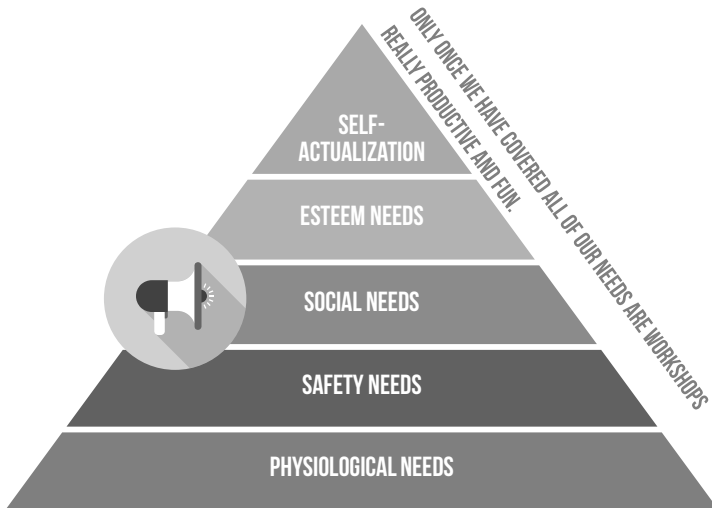 ONLY ONCE WE HAVE COVERED ALL OF OUR NEEDS ARE WORKSHOPS
REALLY PRODUCTIVE AND FUN.
SELF-
ACTUALIZATION
ESTEEM NEEDS
SOCIAL NEEDS
SAFETY NEEDS
PHYSIOLOGICAL NEEDS